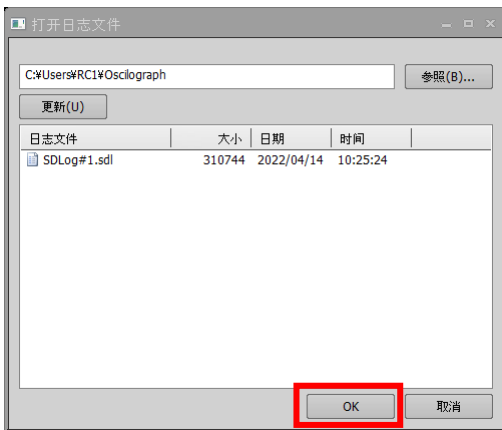 打开日志文件
C:¥Users¥RC1¥Oscilograph
参照(B)...
更新(U)
日志文件 大小 日期 时间
SDLog#1.sdl 310744 2022/04/14 10:25:24
OK 取消